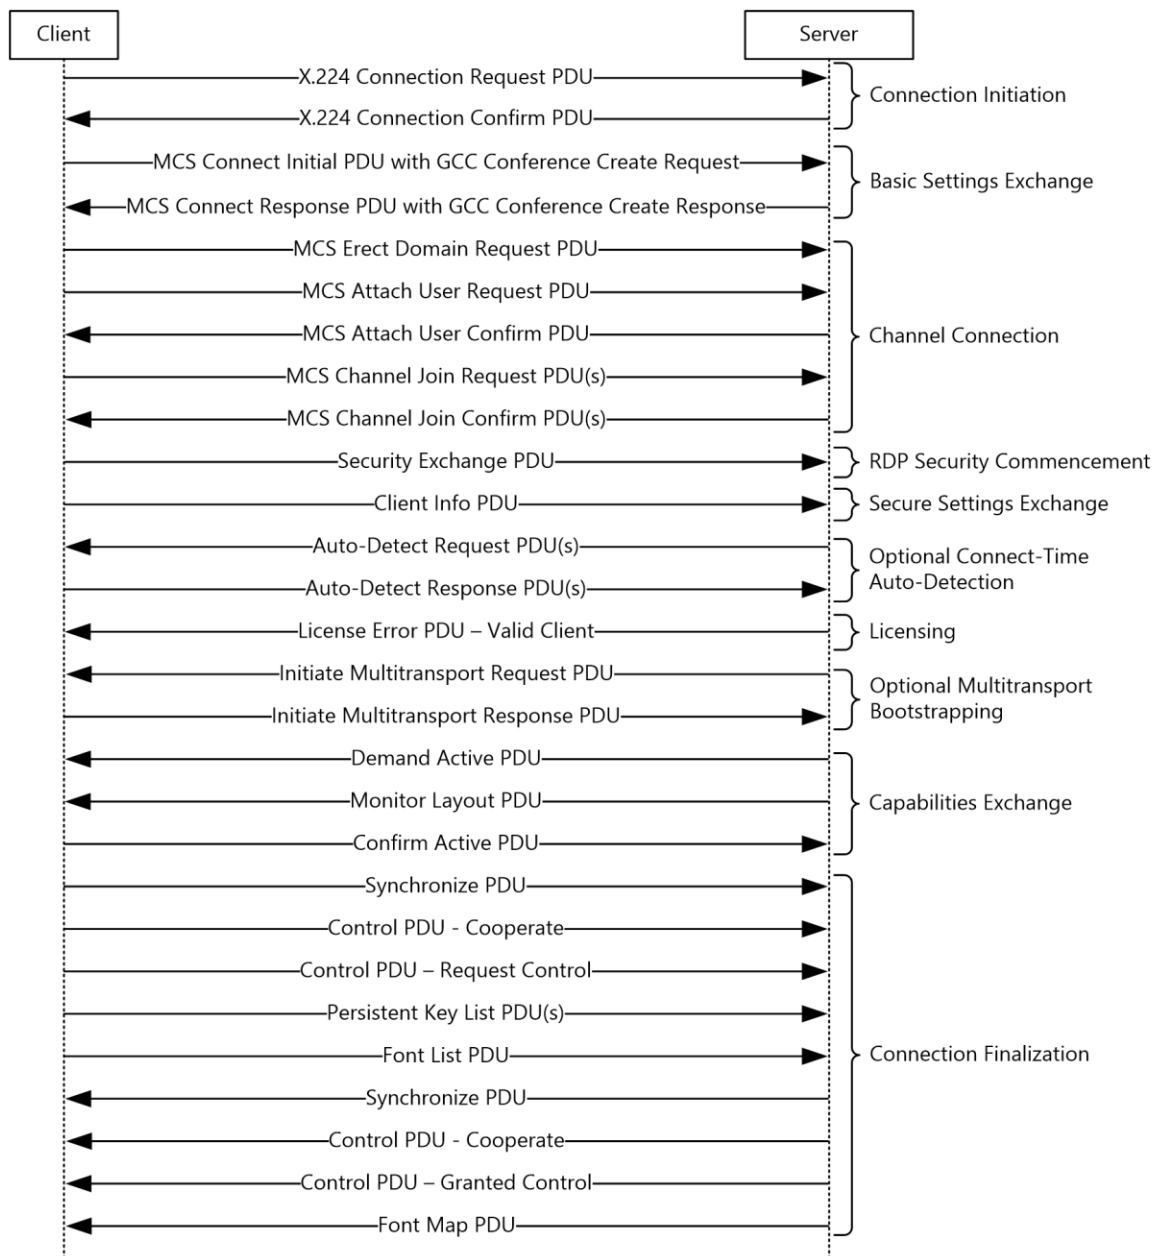 Client
Server
X.224 Connection Request PDU
X.224 Connection Confirm PDU
Connection Initiation
MCS Connect Initial PDU with GCC Conference Create Request
MCS Connect Response PDU with GCC Conference Create Response
Basic Settings Exchange
MCS Erect Domain Request PDU
MCS Attach User Request PDU
MCS Attach User Confirm PDU
MCS Channel Join Request PDU(s)
MCS Channel Join Confirm PDU(s)
Channel Connection
Security Exchange PDU
RDP Security Commencement
Client Info PDU
Secure Settings Exchange
Auto-Detect Request PDU(s)
Auto-Detect Response PDU(s)
Optional Connect-Time
Auto-Detection
License Error PDU – Valid Client
Licensing
Initiate Multitransport Request PDU
Initiate Multitransport Response PDU
Optional Multitransport
Bootstrapping
Demand Active PDU
Monitor Layout PDU
Confirm Active PDU
Capabilities Exchange
Synchronize PDU
Control PDU - Cooperate
Control PDU – Request Control
Persistent Key List PDU(s)
Font List PDU
Synchronize PDU
Control PDU - Cooperate
Control PDU – Granted Control
Font Map PDU
Connection Finalization